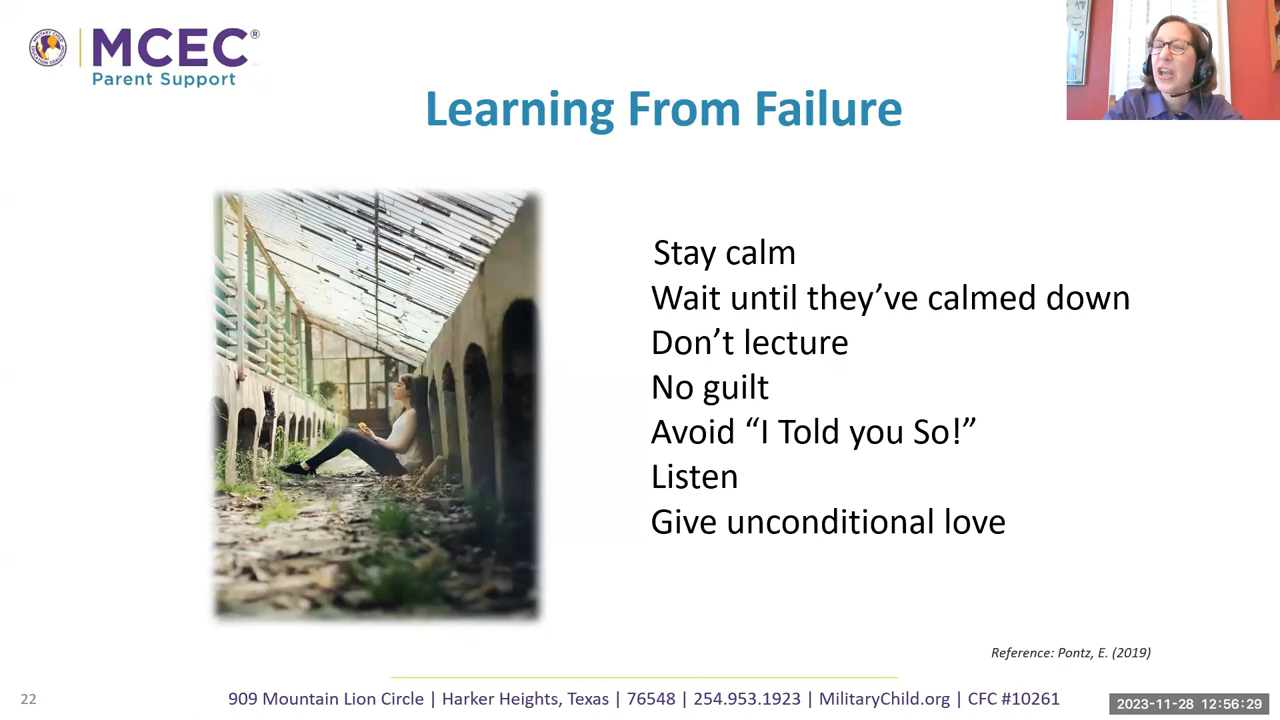 MCEC®
Parent Support
Learning From Failure
Stay calm
Wait until they’ve calmed down
Don’t lecture
No guilt
Avoid “I Told you So!”
Listen
Give unconditional love
Reference: Pontz, E. (2019)
22
909 Mountain Lion Circle | Harker Heights, Texas | 76548 | 254.953.1923 | MilitaryChild.org | CFC #10261
2023-11-28 12:56:29